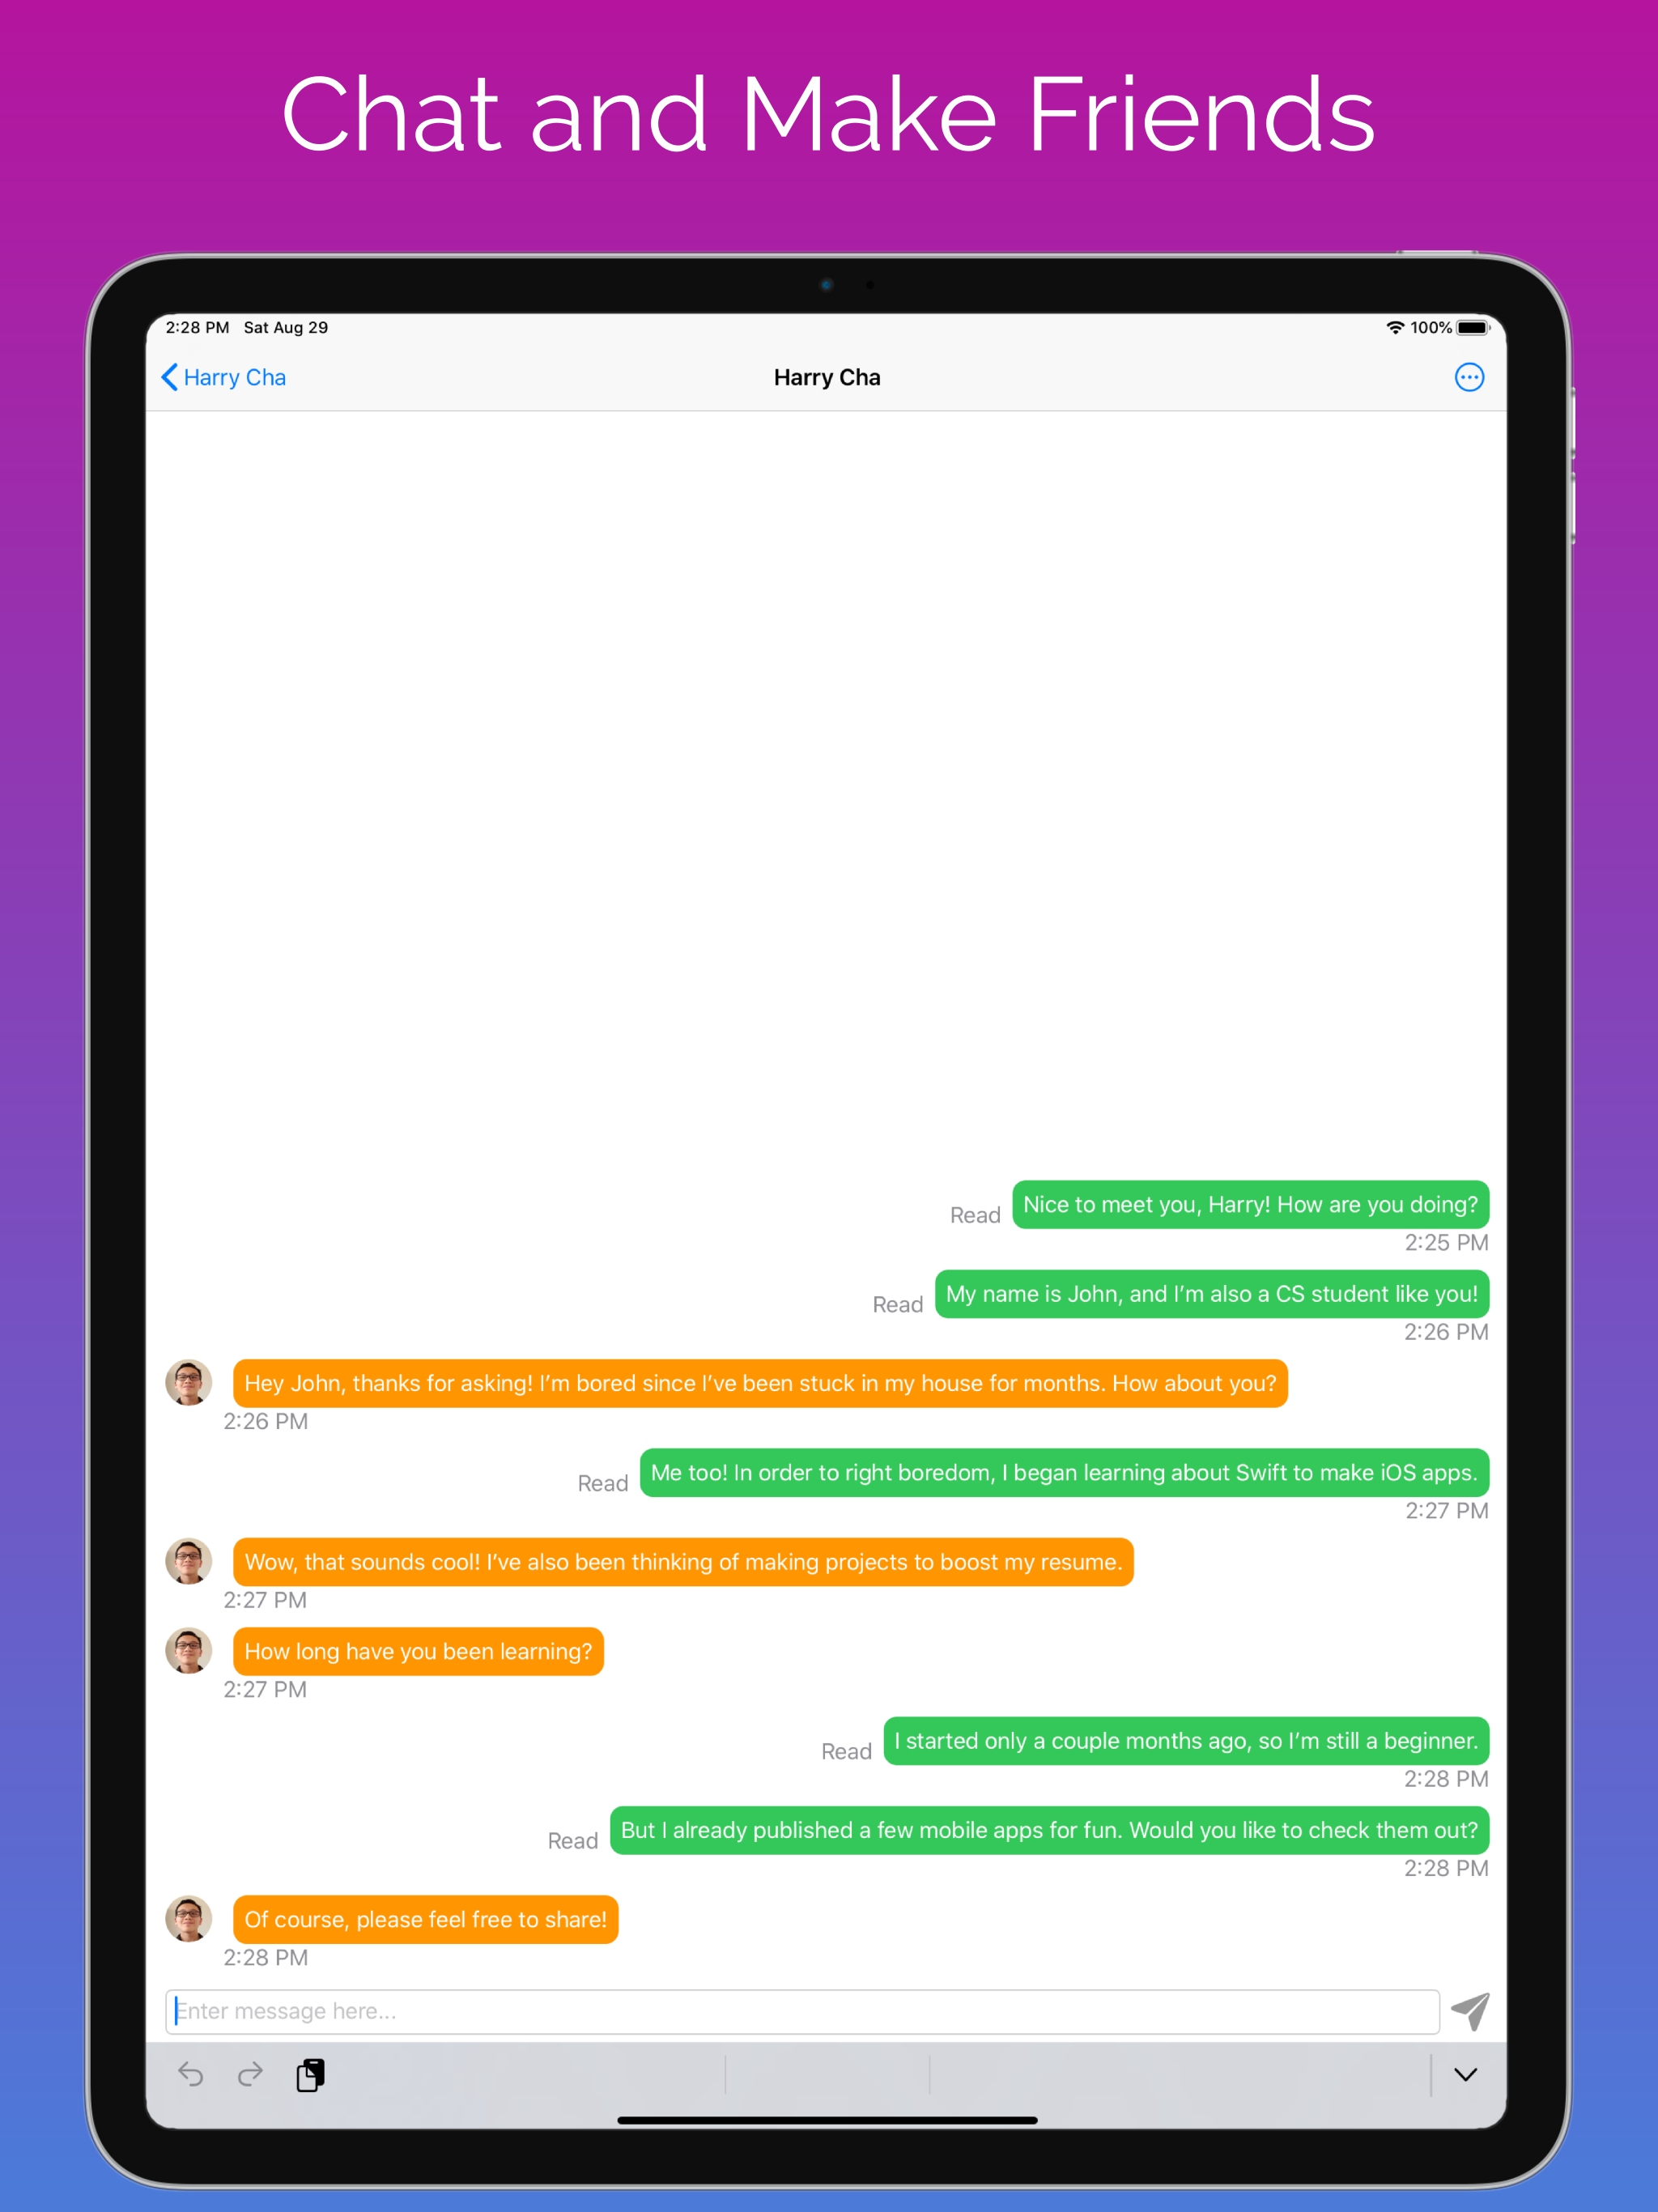 Chat and Make Friends
2:28 PM Sat Aug 29
100%
Harry Cha
Harry Cha
Nice to meet you, Harry! How are you doing?
Read
2:25 PM
My name is John, and I’m also a CS student like you!
Read
2:26 PM
Hey John, thanks for asking! I’m bored since I’ve been stuck in my house for months. How about you?
2:26 PM
Me too! In order to right boredom, I began learning about Swift to make iOS apps.
Read
2:27 PM
Wow, that sounds cool! I’ve also been thinking of making projects to boost my resume.
2:27 PM
How long have you been learning?
2:27 PM
I started only a couple months ago, so I’m still a beginner.
Read
2:28 PM
But I already published a few mobile apps for fun. Would you like to check them out?
Read
2:28 PM
Of course, please feel free to share!
2:28 PM
Enter message here...